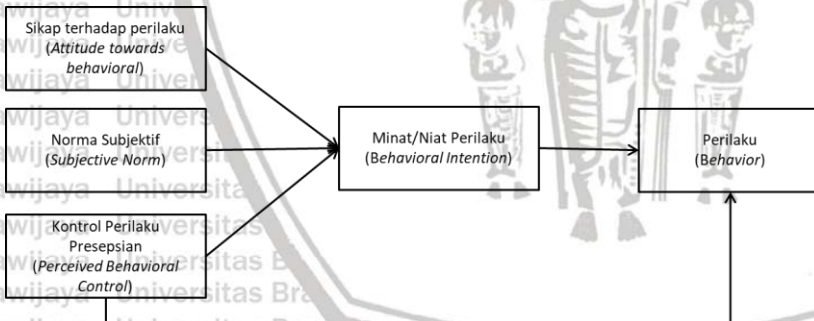 Sikap terhadap perilaku
(Attitude towards
behavioral)
Norma Subjektif
(Subjective Norm)
Kontrol Perilaku
Presepsian
(Perceived Behavioral
Control)
Minat/Niat Perilaku
(Behavioral Intention)
Perilaku
(Behavior)